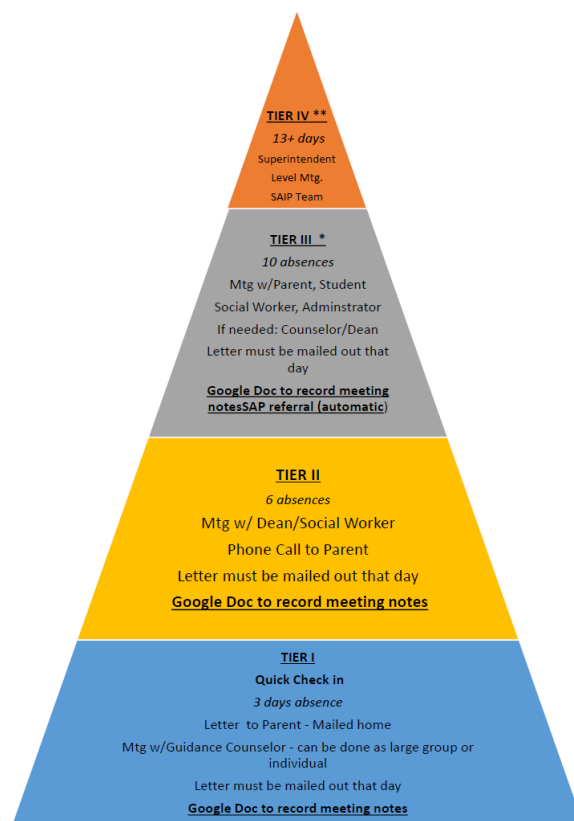 TIER IV **
13+ days
Superintendent
Level Mtg.
SAIP Team
TIER III *
10 absences
Mtg w/Parent, Student
Social Worker, Adminstrator
If needed: Counselor/Dean
Letter must be mailed out that
day
Google Doc to record meeting
notesSAP referral (automatic)
TIER II
6 absences
Mtg w/ Dean/Social Worker
Phone Call to Parent
Letter must be mailed out that day
Google Doc to record meeting notes
TIER I
Quick Check in
3 days absence
Letter to Parent - Mailed home
Mtg w/Guidance Counselor - can be done as large group or
individual
Letter must be mailed out that day
Google Doc to record meeting notes